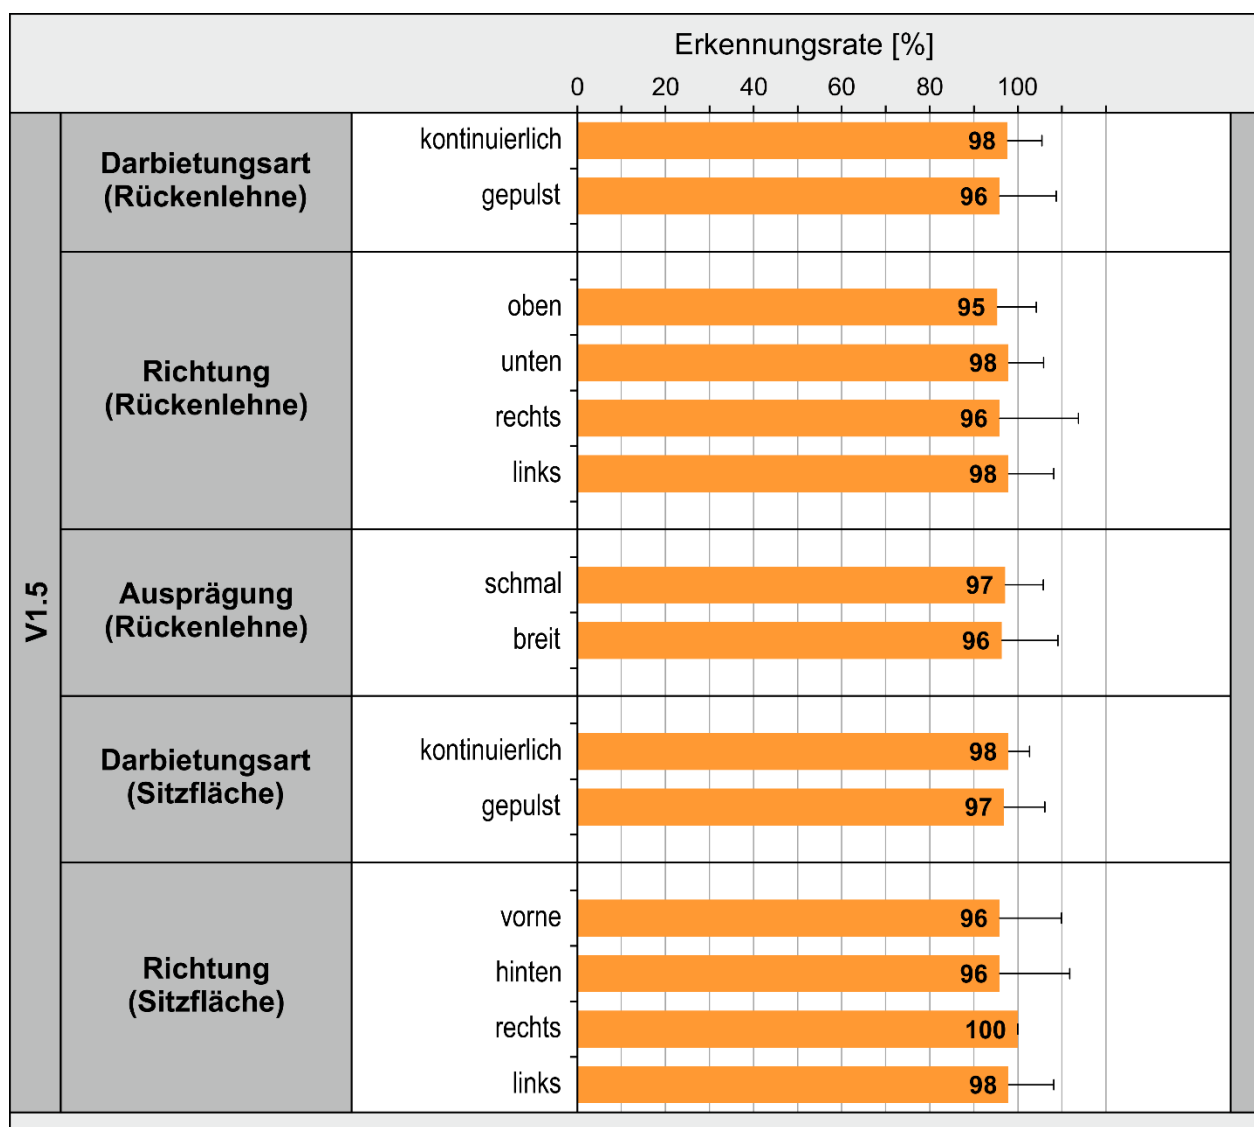 Erkennungsrate [%]
0 20 40 60 80 100
V1.5
Darbietungsart
(Rückenlehne)
kontinuierlich 98
gepulst 96
Richtung
(Rückenlehne)
oben 95
unten 98
rechts 96
links 98
Ausprägung
(Rückenlehne)
schmal 97
breit 96
Darbietungsart
(Sitzfläche)
kontinuierlich 98
gepulst 97
Richtung
(Sitzfläche)
vorne 96
hinten 96
rechts 100
links 98